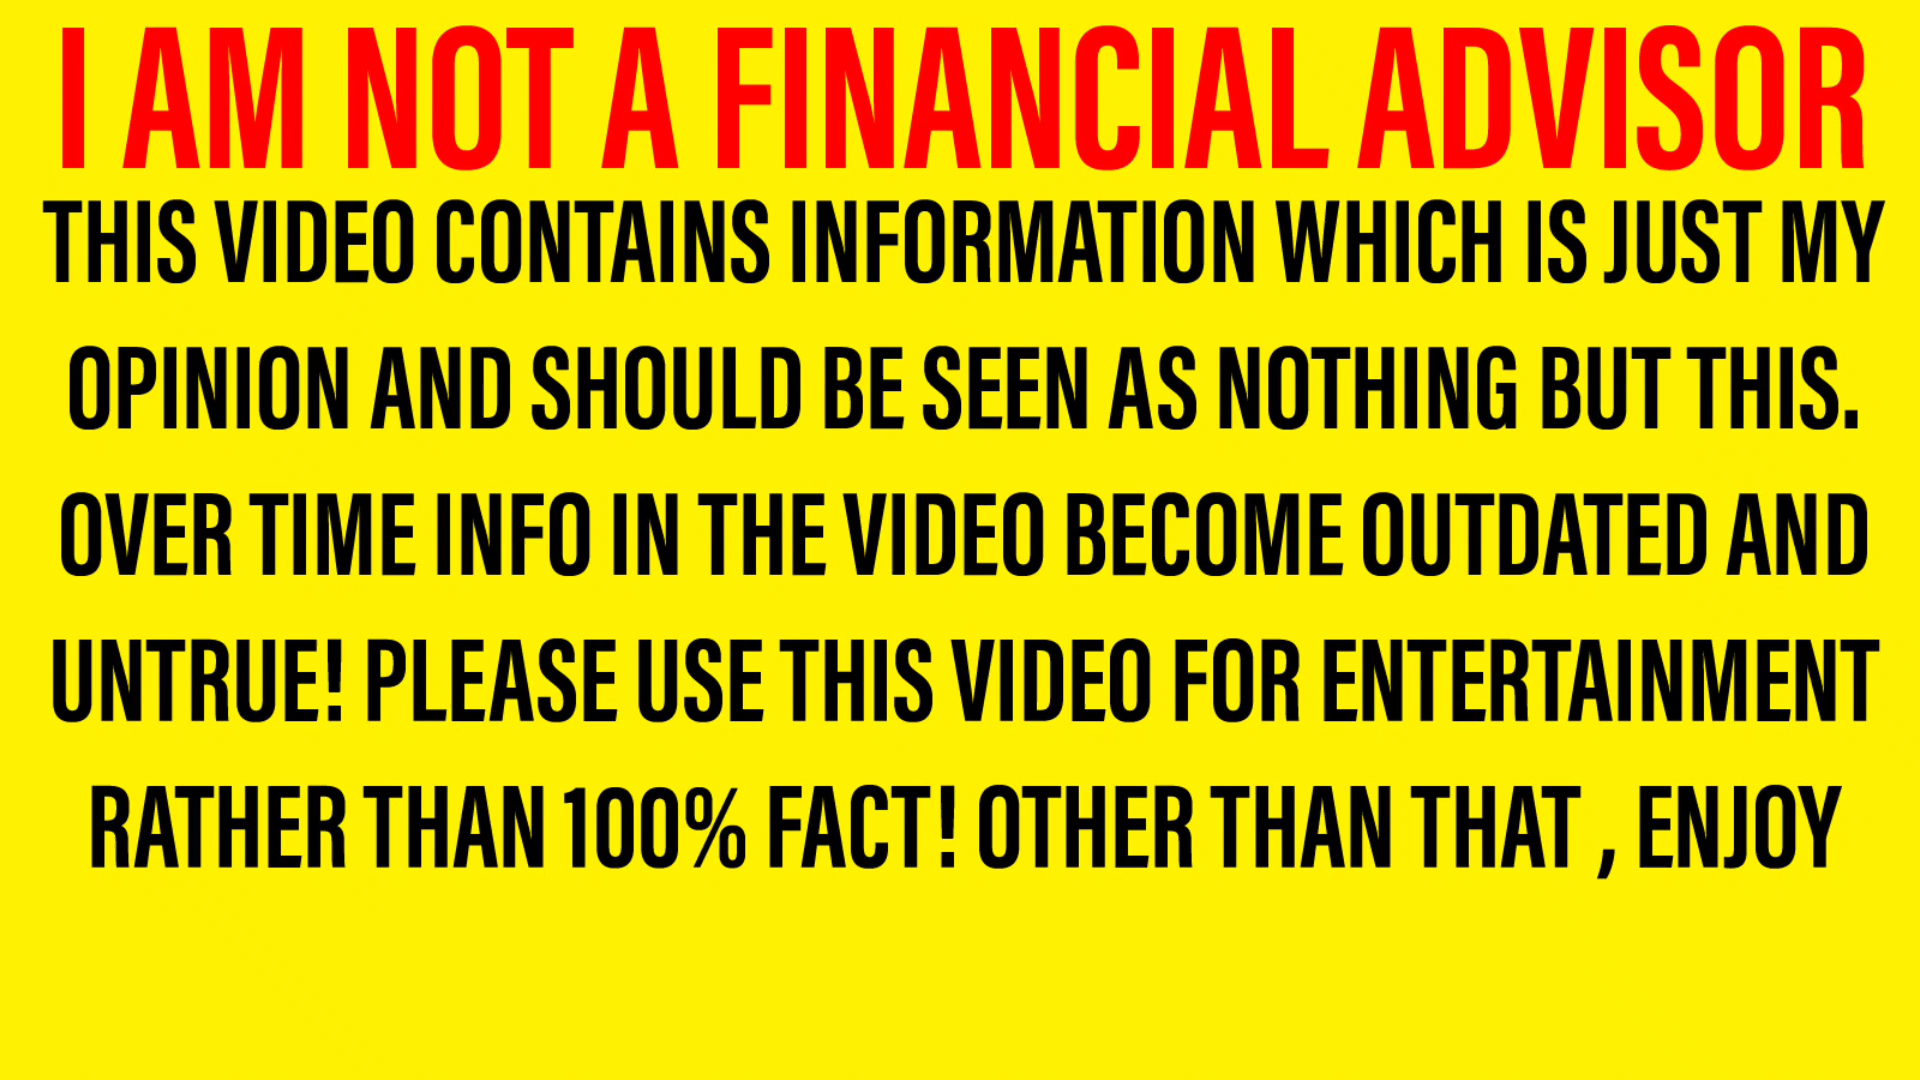 I AM NOT A FINANCIAL ADVISOR
THIS VIDEO CONTAINS INFORMATION WHICH IS JUST MY
OPINION AND SHOULD BE SEEN AS NOTHING BUT THIS.
OVER TIME INFO IN THE VIDEO BECOME OUTDATED AND
UNTRUE! PLEASE USE THIS VIDEO FOR ENTERTAINMENT
RATHER THAN 100% FACT! OTHER THAN THAT , ENJOY